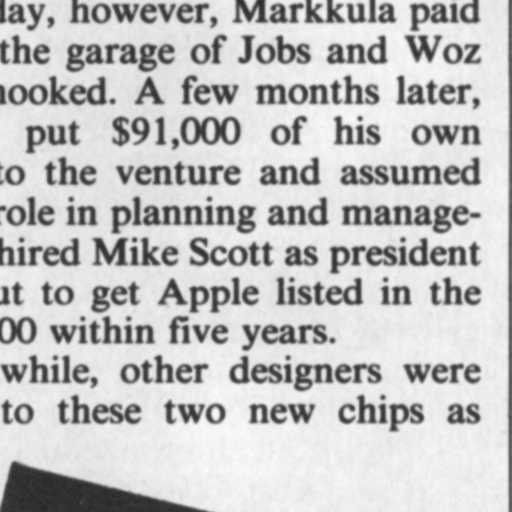 day, however, Markkula paid
the garage of Jobs and Woz
hooked. A few months later,
put $91,000 of his own
to the venture and assumed
role in planning and manage-
hired Mike Scott as president
ut to get Apple listed in the
00 within five years.
while, other designers were
to these two new chips as